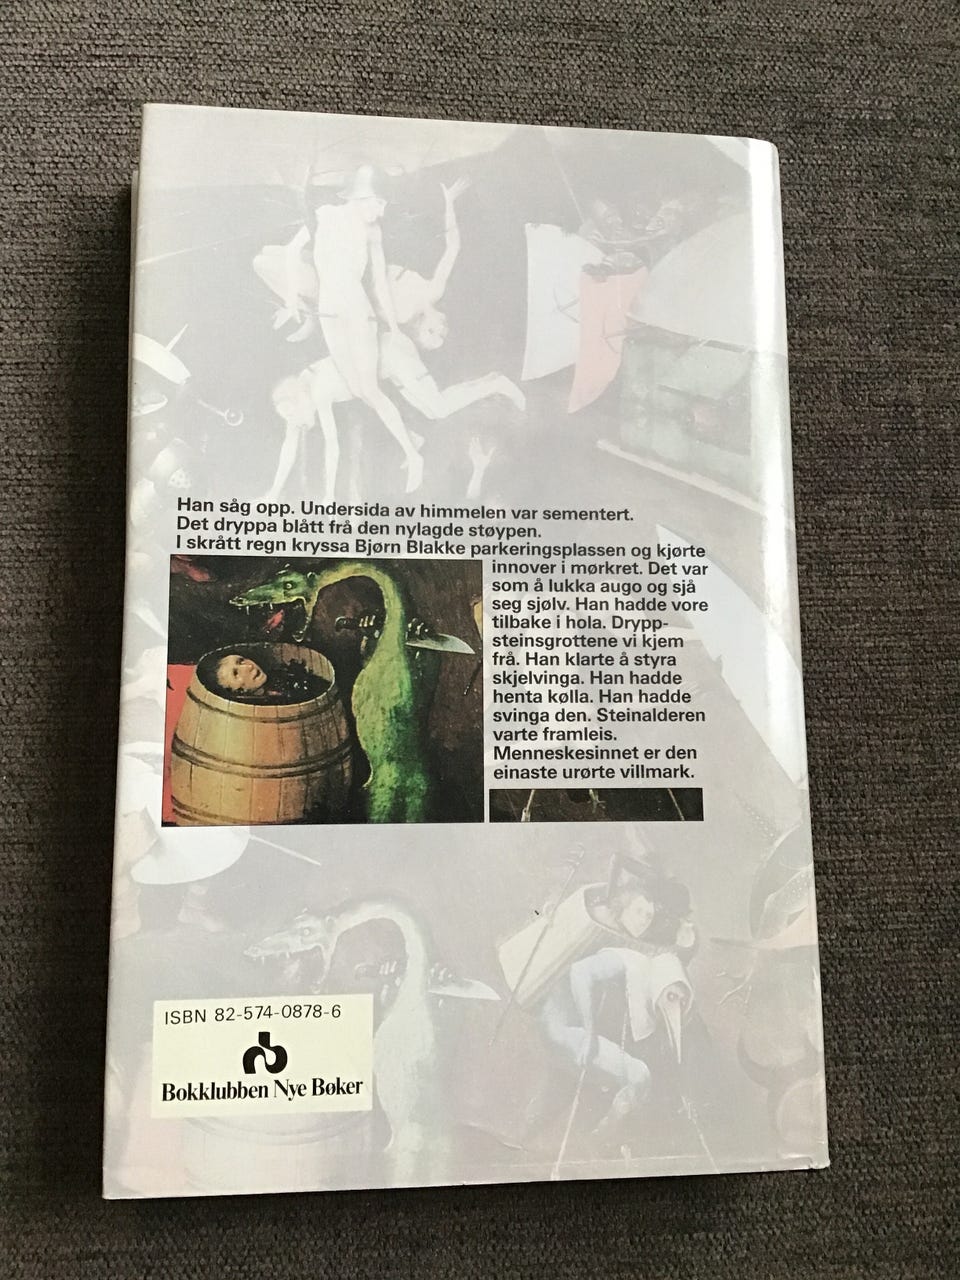 Han såg opp. Undersida av himmelen var sementert.
Det dryppa blått frå den nylagde støypen.
I skrått regn kryssa Bjørn Blakke parkeringsplassen og kjørte
innover i mørkret. Det var
som å lukka augo og sjå
seg sjølv. Han hadde vore
tilbake i hola. Drypp-
steinsgrottene vi kjem
frå. Han klarte å styra
skjelvinga. Han hadde
henta kølla. Han hadde
svinga den. Steinalderen
varte framleis.
Menneskesinnet er den
einaste urørte villmark.
ISBN 82-574-0878-6
Bokklubben Nye Bøker